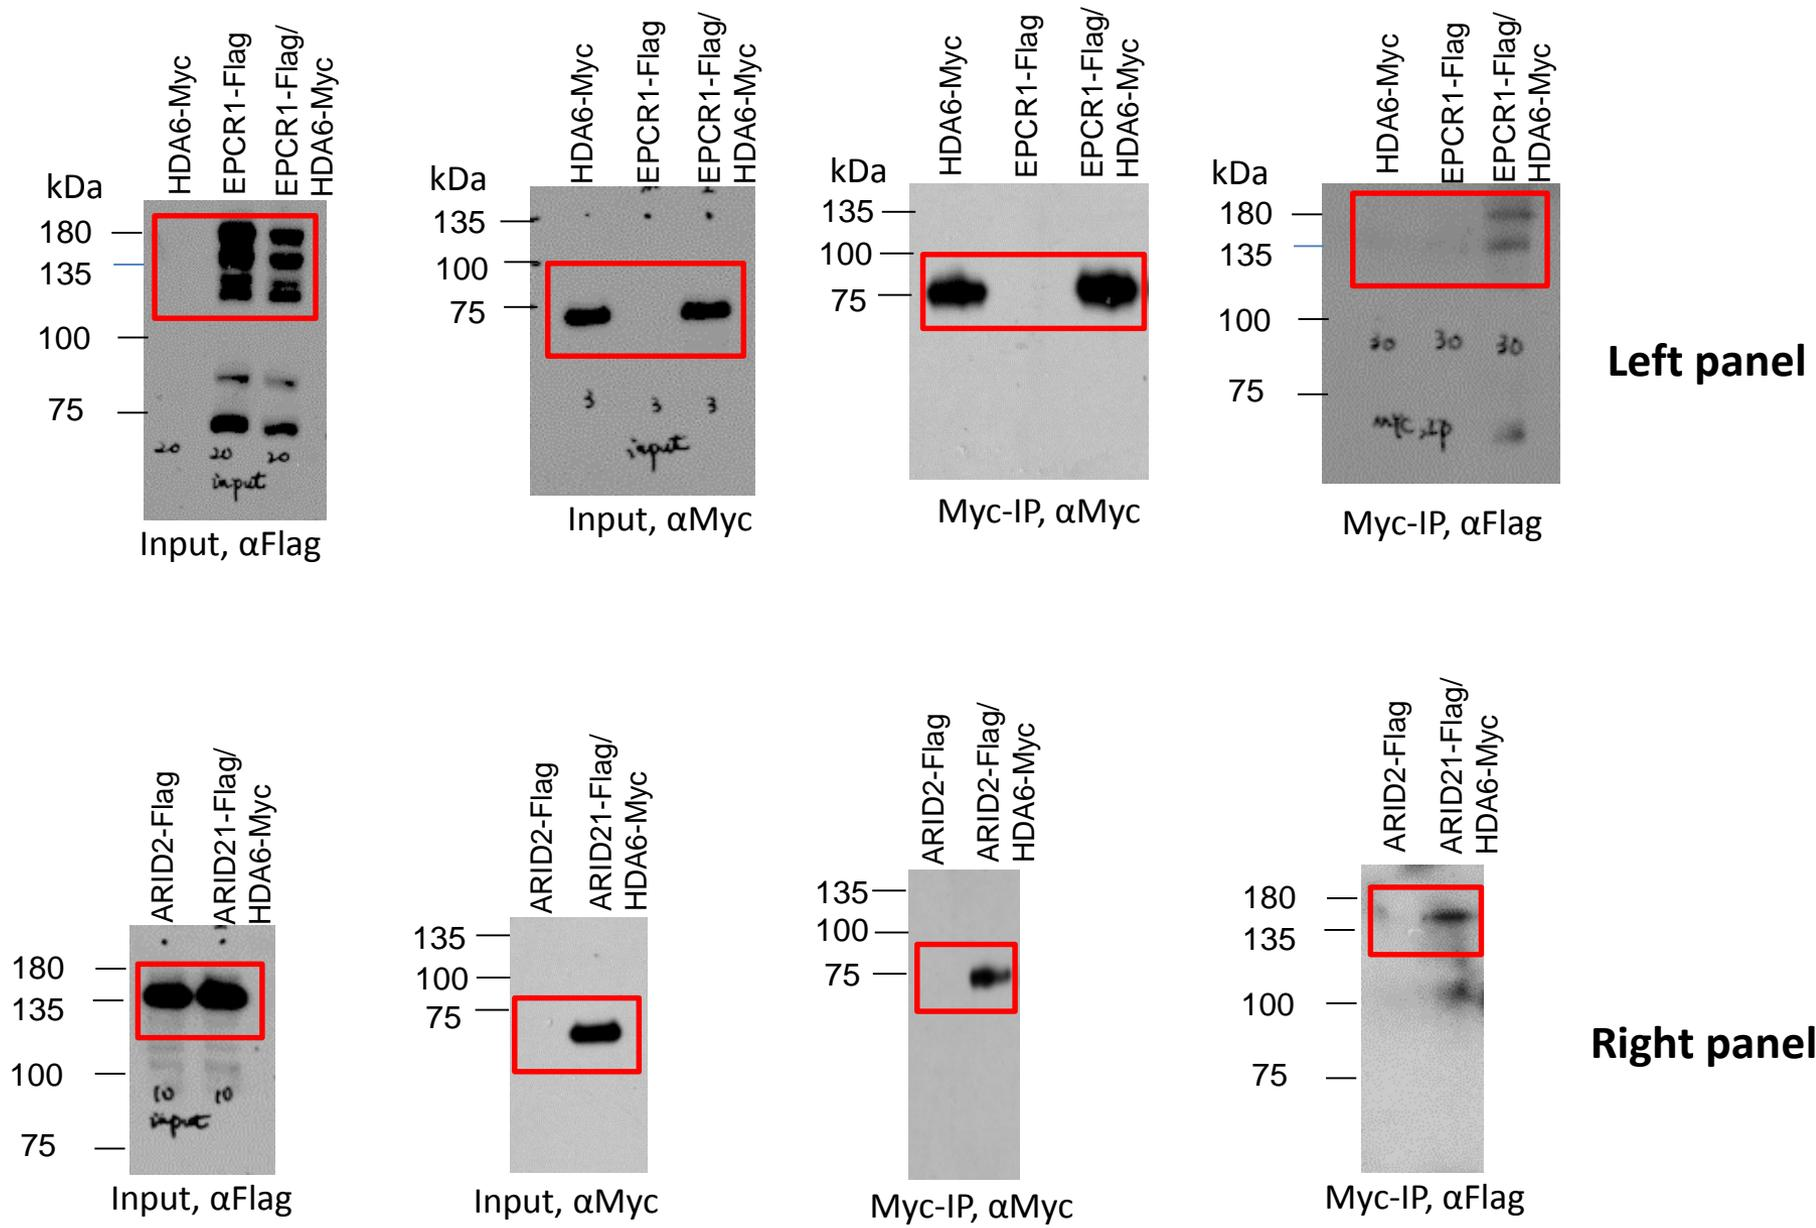 HDA6-Myc
EPCR1-Flag
EPCR1-Flag/
HDA6-Myc
kDa
180
135
100
75
20 20 20
input
Input, αFlag
HDA6-Myc
EPCR1-Flag
EPCR1-Flag/
HDA6-Myc
kDa
135
100
75
3 3 3
input
Input, αMyc
HDA6-Myc
EPCR1-Flag
EPCR1-Flag/
HDA6-Myc
kDa
135
100
75
Myc-IP, αMyc
HDA6-Myc
EPCR1-Flag
EPCR1-Flag/
HDA6-Myc
kDa
180
135
100
75
30 30 30
myc, Ip
Myc-IP, αFlag
Left panel
ARID2-Flag
ARID21-Flag/
HDA6-Myc
180
135
100
75
10 10
input
Input, αFlag
ARID2-Flag
ARID21-Flag/
HDA6-Myc
135
100
75
Input, αMyc
ARID2-Flag
ARID2-Flag/
HDA6-Myc
135
100
75
Myc-IP, αMyc
ARID2-Flag
ARID21-Flag/
HDA6-Myc
180
135
100
75
Myc-IP, αFlag
Right panel